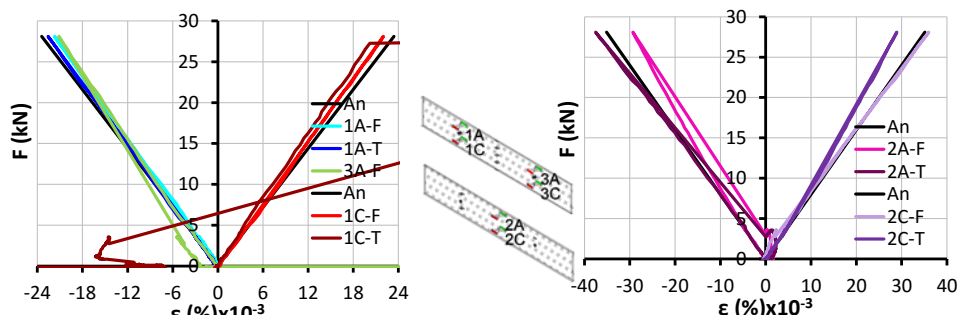 30
25
20
15
10
5
0
F (kN)
-24 -18 -12 -6 0 6 12 18 24
ε (%)x10-3
An
1A-F
1A-T
3A-F
An
1C-F
1C-T
1A
1C
3A
3C
2A
2C
30
25
20
15
10
5
0
F (kN)
-40 -30 -20 -10 0 10 20 30 40
ε (%)x10-3
An
2A-F
2A-T
An
2C-F
2C-T